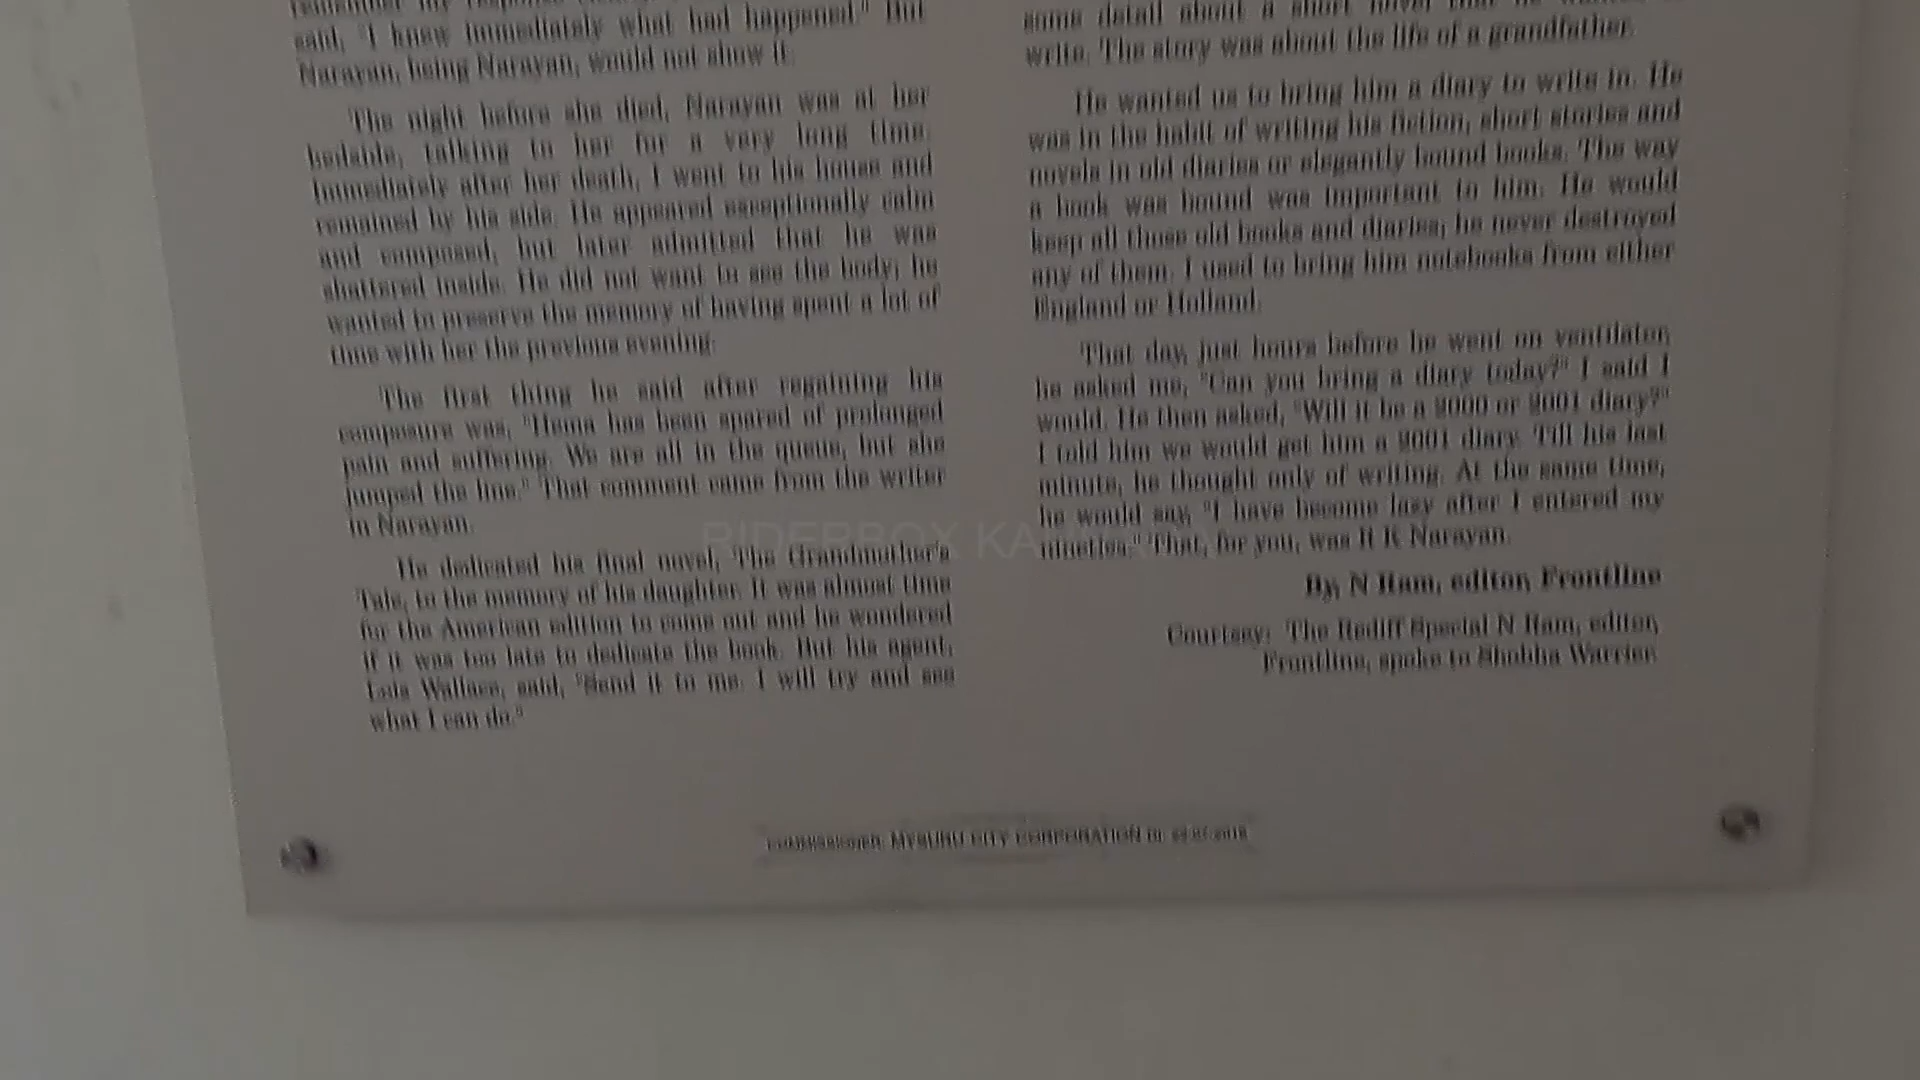 said, "I knew immediately what had happened." But
Narayan, being Narayan, would not show it.
The night before she died, Narayan was at her
bedside, talking to her for a very long time.
Immediately after her death, I went to his house and
remained by his side. He appeared exceptionally calm
and composed, but later admitted that he was
shattered inside. He did not want to see the body; he
wanted to preserve the memory of having spent a lot of
time with her the previous evening.
The first thing he said after regaining his
composure was, "Hema has been spared of prolonged
pain and suffering. We are all in the queue, but she
jumped the line." That comment came from the writer
in Narayan.
He dedicated his final novel, The Grandmother's
Tale, to the memory of his daughter. It was almost time
for the American edition to come out and he wondered
if it was too late to dedicate the book. But his agent,
Lois Wallace, said, "Send it to me. I will try and see
what I can do."
some detail about a short novel that he
write. The story was about the life of a grandfather.
He wanted us to bring him a diary to write in. He
was in the habit of writing his fiction, short stories and
novels in old diaries or elegantly bound books. The way
a book was bound was important to him. He would
keep all those old books and diaries; he never destroyed
any of them. I used to bring him notebooks from either
England or Holland.
That day, just hours before he went on ventilator,
he asked me, "Can you bring a diary today?" I said I
would. He then asked, "Will it be a 2000 or 2001 diary?"
I told him we would get him a 2001 diary. Till his last
minute, he thought only of writing. At the same time,
he would say, "I have become lazy after I entered my
nineties." That, for you, was R K Narayan.
By, N Ram, editor, Frontline
Courtesy: The Rediff Special N Ram, editor,
Frontline, spoke to Shobha Warrier.
COMMISSIONER, MYSURU CITY CORPORATION
RIDERBOX